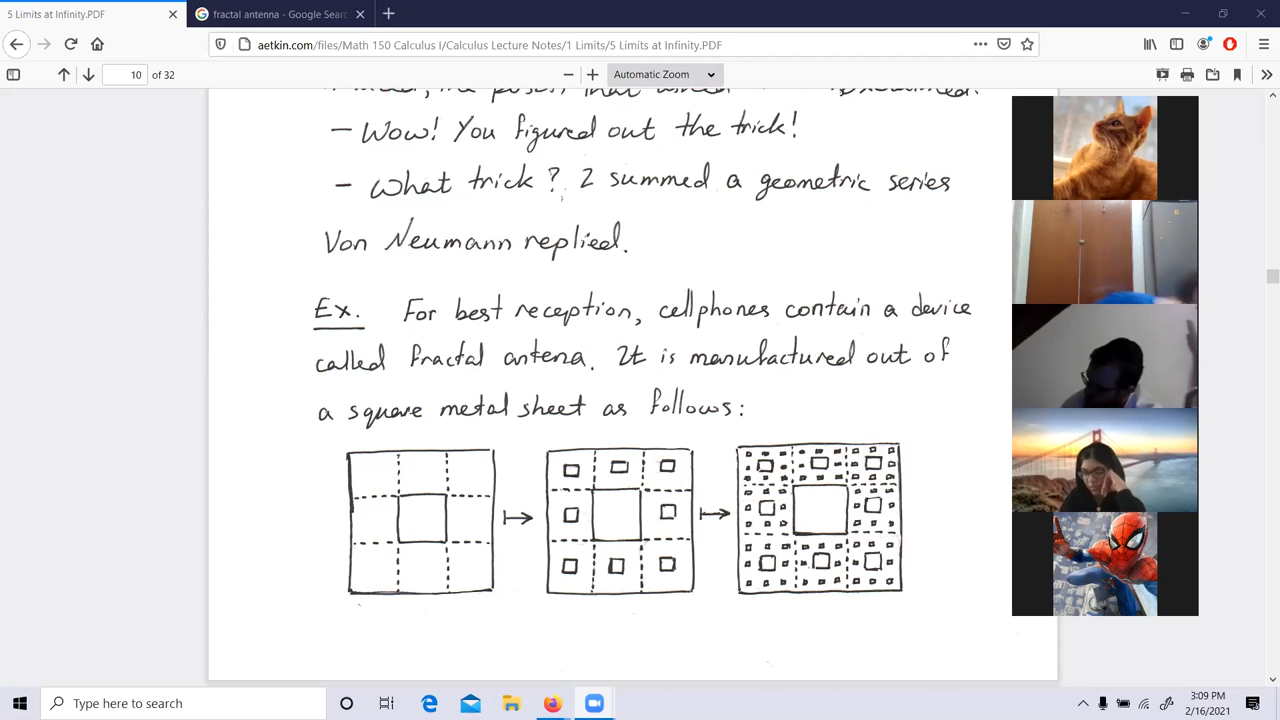 5 Limits at Infinity.PDF
fractal antenna - Google Sear
aetkin.com/files/Math 150 Calculus I/Calculus Lecture Notes/1 Limits/5 Limits at Infinity.PDF
10 of 32
Automatic Zoom
— Wow! You figured out the trick!
— What trick? I summed a geometric series
Von Neumann replied.
Ex. For best reception, cellphones contain a device
called fractal antena. It is manufactured out of
a square metal sheet as follows:
Type here to search
3:09 PM
2/16/2021